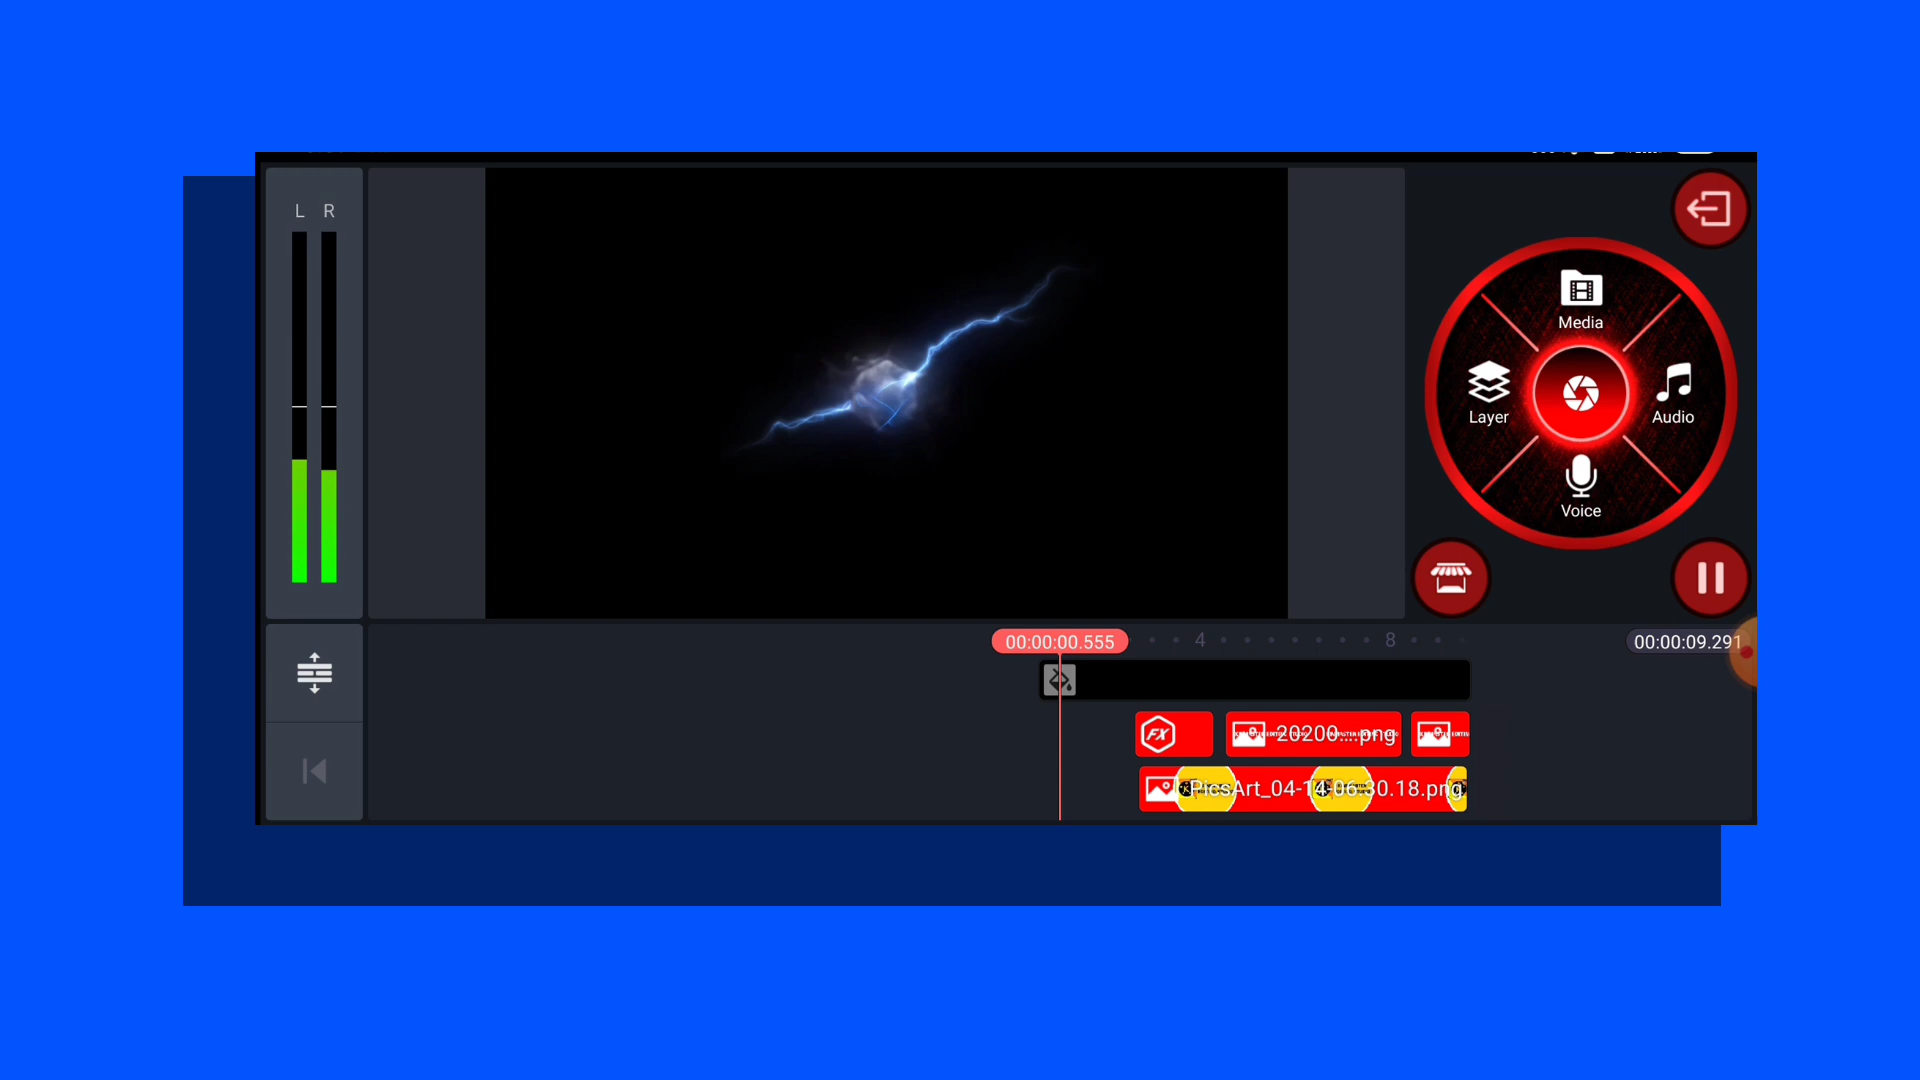 L R
Media
Layer
Audio
Voice
00:00:00.555
4
8
00:00:09.291
FX
20200....png
PicsArt_04-14-06:30.18.png